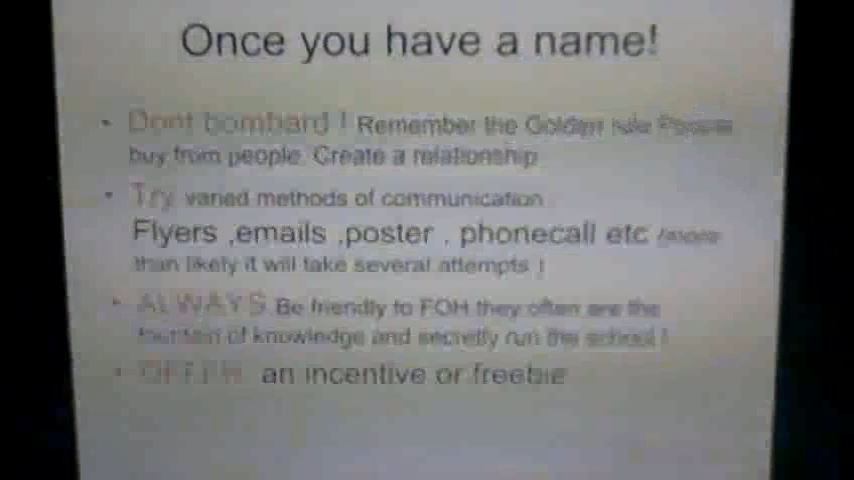 Once you have a name!
• Dont bombard ! Remember the Golden rule People
buy from people. Create a relationship
• Try varied methods of communication
Flyers ,emails ,poster , phonecall etc (more
than likely it will take several attempts )
• ALWAYS Be friendly to FOH they often are the
fountain of knowledge and secretly run the school !
• OFFER an incentive or freebie